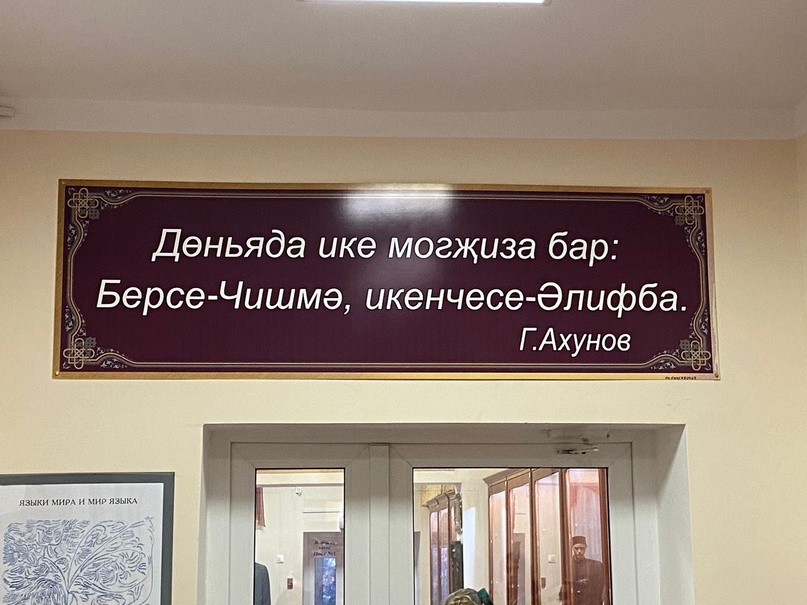 Дөньяда ике могҗиза бар:
Берсе-Чишмә, икенчесе-Әлифба.
Г.Ахунов
ЯЗЫКИ МИРА И МИР ЯЗЫКА